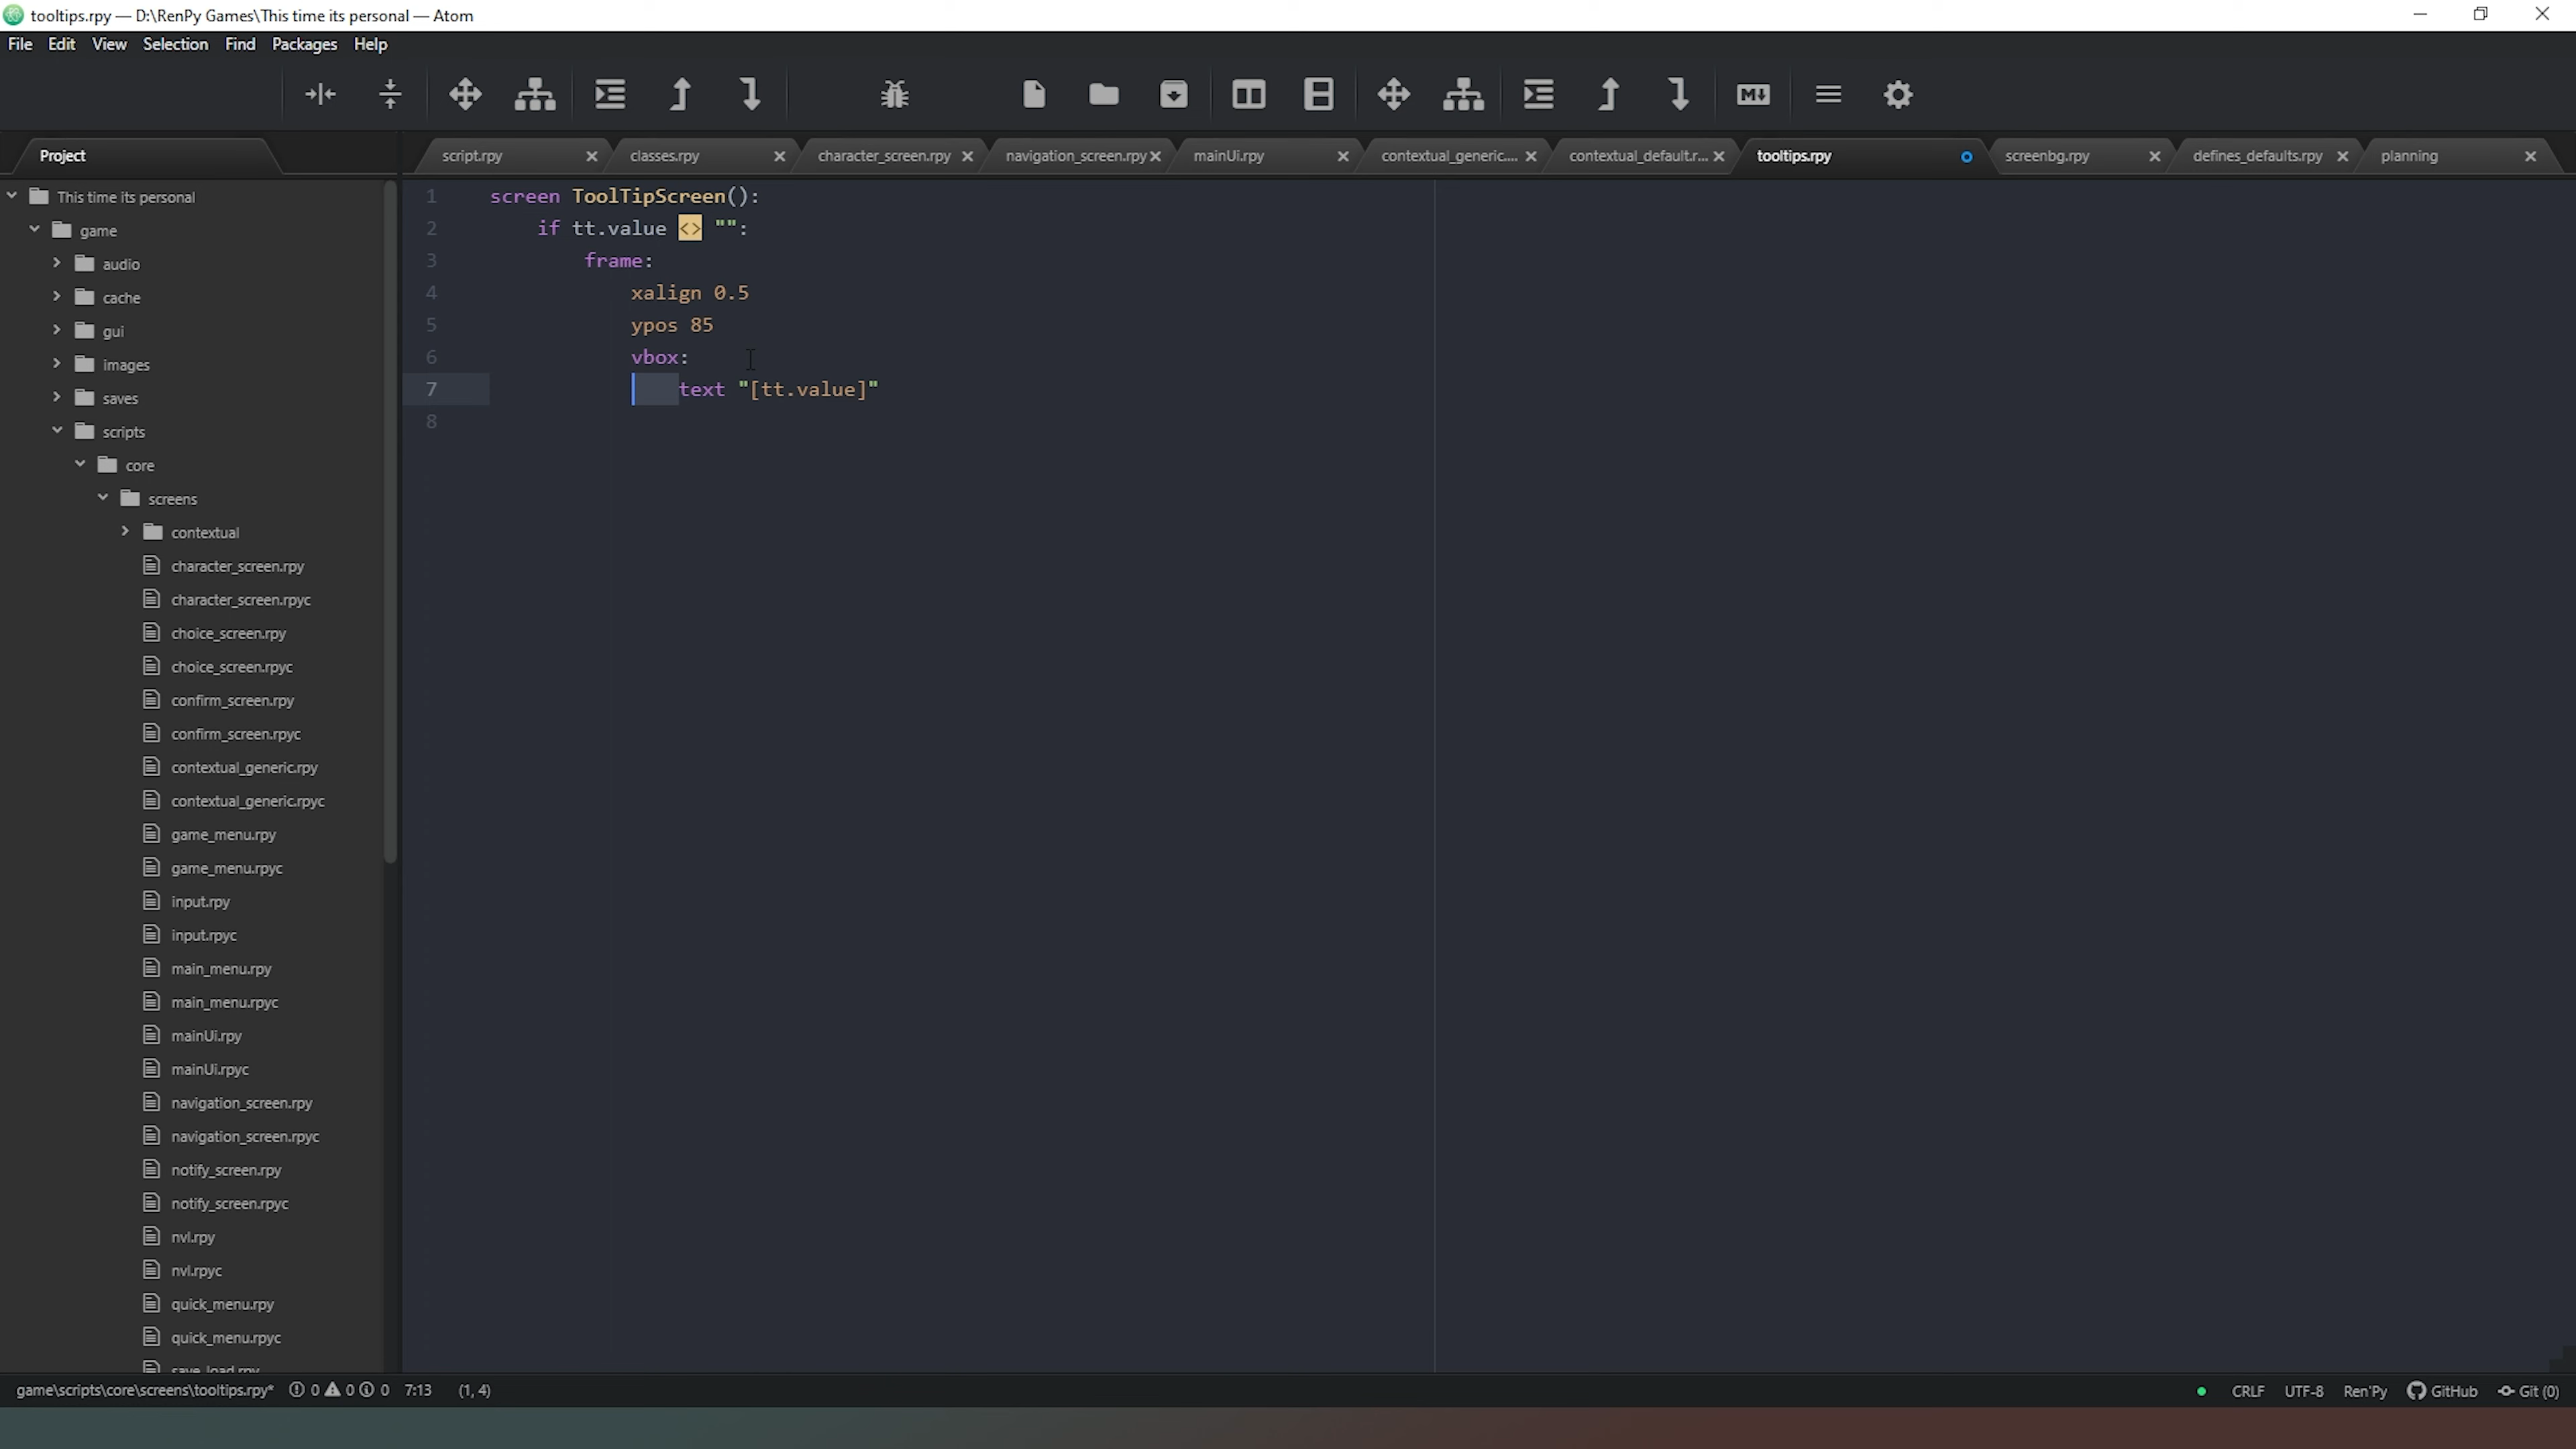 tooltips.rpy — D:\RenPy Games\This time its personal — Atom
File Edit View Selection Find Packages Help
M↓
Project
script.rpy classes.rpy character_screen.rpy navigation_screen.rpy mainUi.rpy contextual_generic.... contextual_default.r... tooltips.rpy screenbg.rpy defines_defaults.rpy planning
This time its personal
game
audio
cache
gui
images
saves
scripts
core
screens
contextual
character_screen.rpy
character_screen.rpyc
choice_screen.rpy
choice_screen.rpyc
confirm_screen.rpy
confirm_screen.rpyc
contextual_generic.rpy
contextual_generic.rpyc
game_menu.rpy
game_menu.rpyc
input.rpy
input.rpyc
main_menu.rpy
main_menu.rpyc
mainUi.rpy
mainUi.rpyc
navigation_screen.rpy
navigation_screen.rpyc
notify_screen.rpy
notify_screen.rpyc
nvl.rpy
nvl.rpyc
quick_menu.rpy
quick_menu.rpyc
save_load.rpy
1 screen ToolTipScreen():
2 if tt.value <> "":
3 frame:
4 xalign 0.5
5 ypos 85
6 vbox:
7 text "[tt.value]"
8
game\scripts\core\screens\tooltips.rpy* 0 0 0 7:13 (1, 4) CRLF UTF-8 Ren'Py GitHub Git (0)